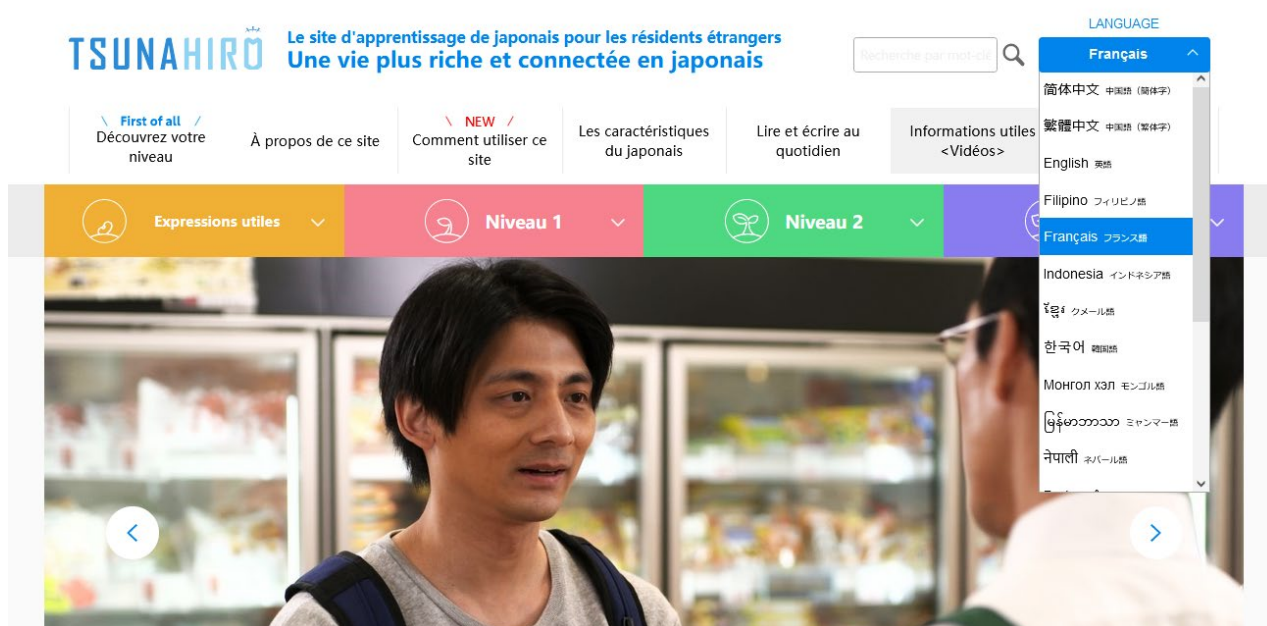 LANGUAGE
TSUNAHIRO
Le site d'apprentissage de japonais pour les résidents étrangers
Une vie plus riche et connectée en japonais
Recherche par mot-clé
Français
\ First of all /
Découvrez votre
niveau
À propos de ce site
\ NEW /
Comment utiliser ce
site
Les caractéristiques
du japonais
Lire et écrire au
quotidien
Informations utiles
<Vidéos>
Expressions utiles
Niveau 1
Niveau 2
简体中文 中国語（簡体字）
繁體中文 中国語（繁体字）
English 英語
Filipino フィリピノ語
Français フランス語
Indonesia インドネシア語
ខ្មែរ クメール語
한국어 韓国語
Монгол хэл モンゴル語
မြန်မာဘာသာ ミャンマー語
नेपाली ネパール語